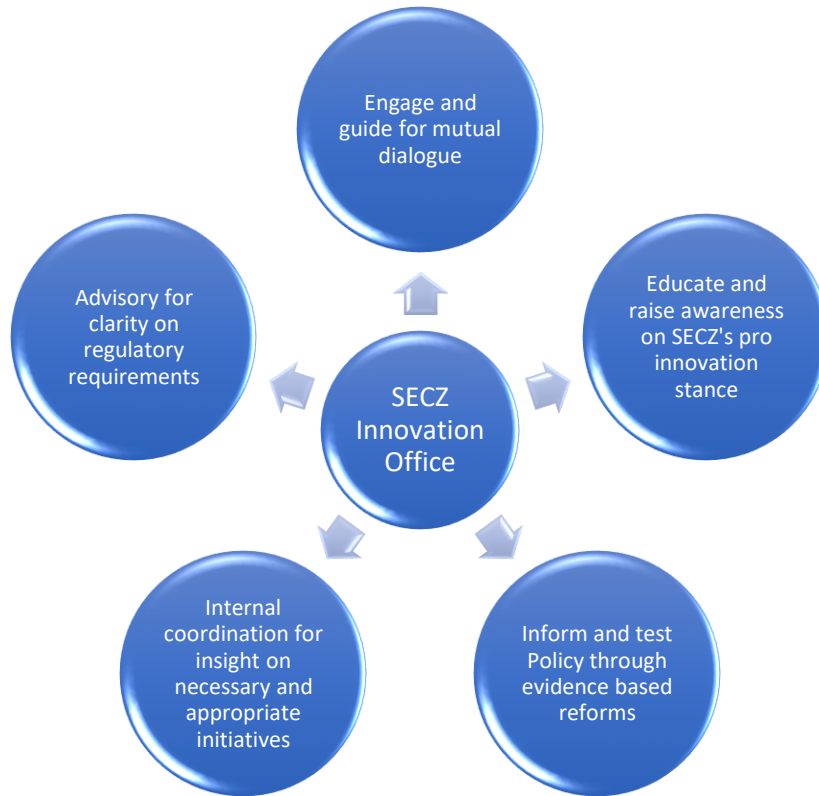 Engage and
guide for mutual
dialogue
Educate and
raise awareness
on SECZ's pro
innovation
stance
Inform and test
Policy through
evidence based
reforms
Internal
coordination for
insight on
necessary and
appropriate
initiatives
Advisory for
clarity on
regulatory
requirements
SECZ
Innovation
Office